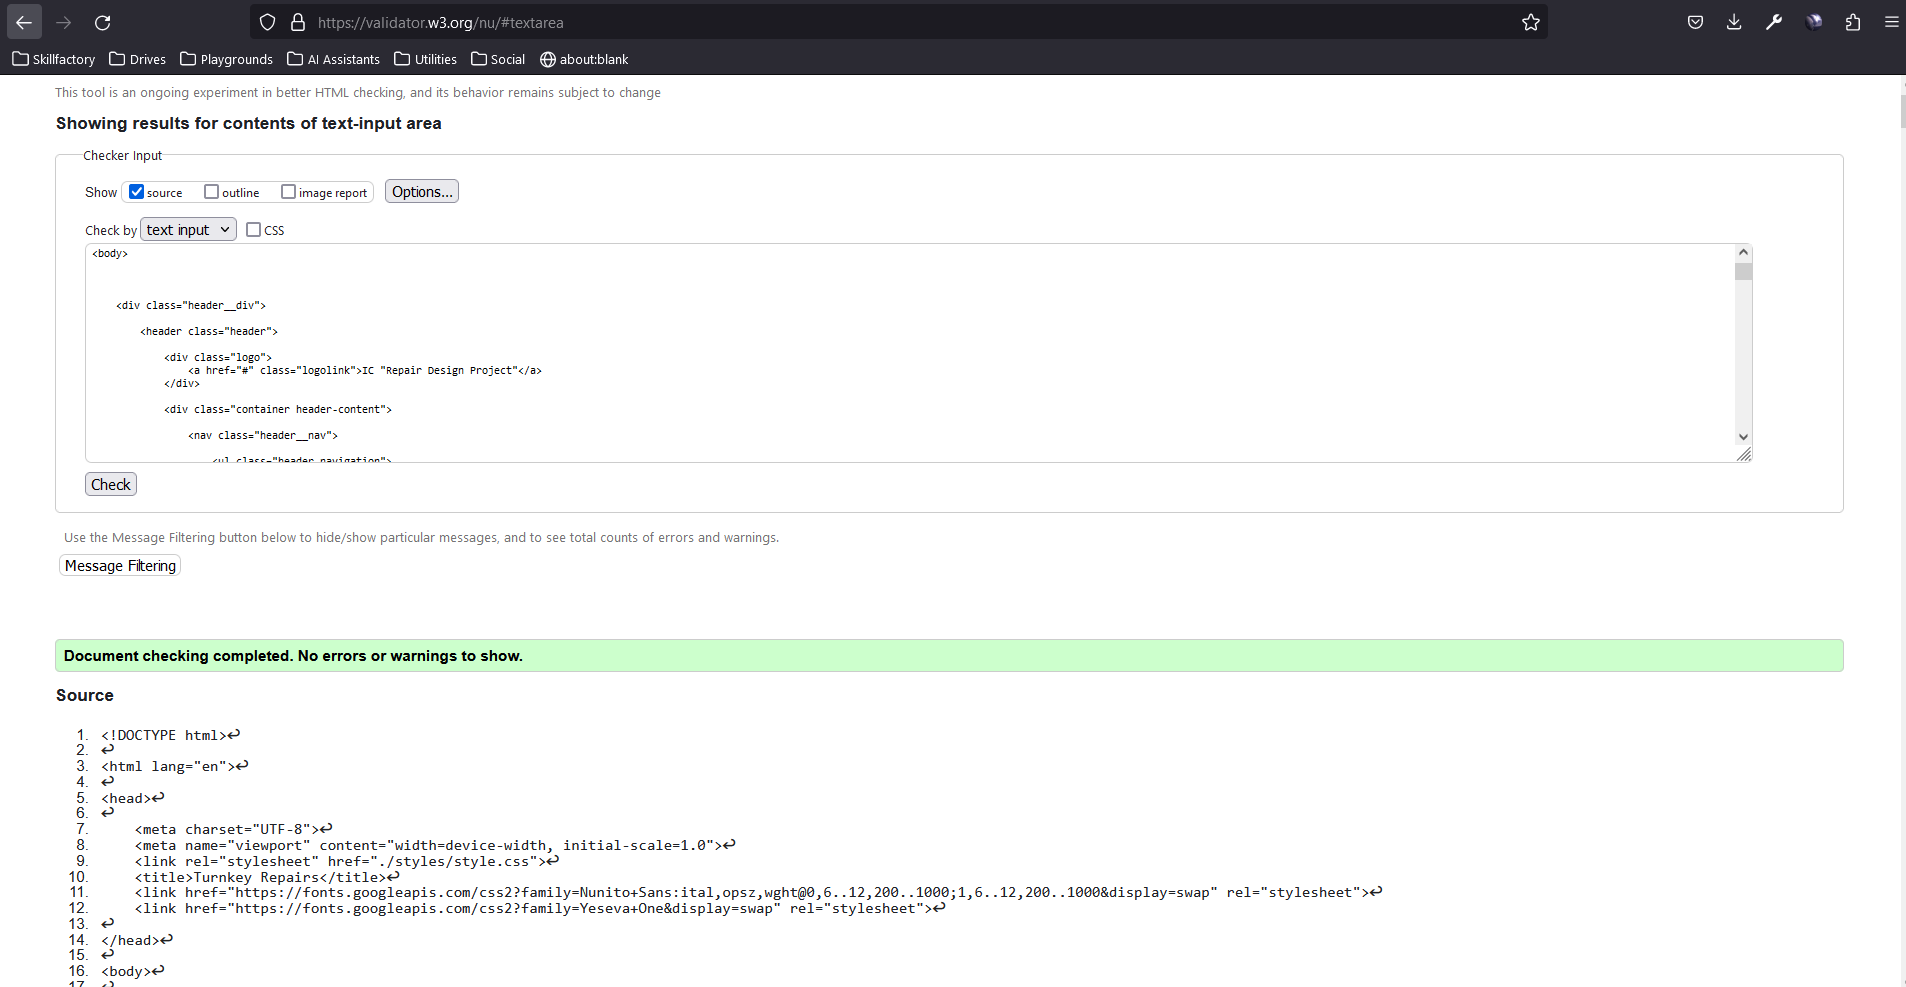 https://validator.w3.org/nu/#textarea
Skillfactory Drives Playgrounds AI Assistants Utilities Social about:blank
This tool is an ongoing experiment in better HTML checking, and its behavior remains subject to change
Showing results for contents of text-input area
Checker Input
Show source outline image report Options...
Check by text input CSS
<body>
<div class="header__div">
<header class="header">
<div class="logo">
<a href="#" class="logolink">IC "Repair Design Project"</a>
</div>
<div class="container header-content">
<nav class="header__nav">
<ul class="header_navigation">
Check
Use the Message Filtering button below to hide/show particular messages, and to see total counts of errors and warnings.
Message Filtering
Document checking completed. No errors or warnings to show.
Source
1. <!DOCTYPE html>↩
2. ↩
3. <html lang="en">↩
4. ↩
5. <head>↩
6. ↩
7. <meta charset="UTF-8">↩
8. <meta name="viewport" content="width=device-width, initial-scale=1.0">↩
9. <link rel="stylesheet" href="./styles/style.css">↩
10. <title>Turnkey Repairs</title>↩
11. <link href="https://fonts.googleapis.com/css2?family=Nunito+Sans:ital,opsz,wght@0,6..12,200..1000;1,6..12,200..1000&display=swap" rel="stylesheet">↩
12. <link href="https://fonts.googleapis.com/css2?family=Yeseva+One&display=swap" rel="stylesheet">↩
13. ↩
14. </head>↩
15. ↩
16. <body>↩
17. ↩